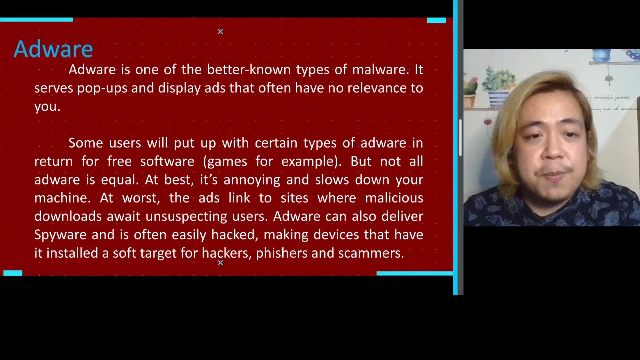 Adware
Adware is one of the better-known types of malware. It
serves pop-ups and display ads that often have no relevance to
you.
Some users will put up with certain types of adware in
return for free software (games for example). But not all
adware is equal. At best, it's annoying and slows down your
machine. At worst, the ads link to sites where malicious
downloads await unsuspecting users. Adware can also deliver
Spyware and is often easily hacked, making devices that have
it installed a soft target for hackers, phishers and scammers.